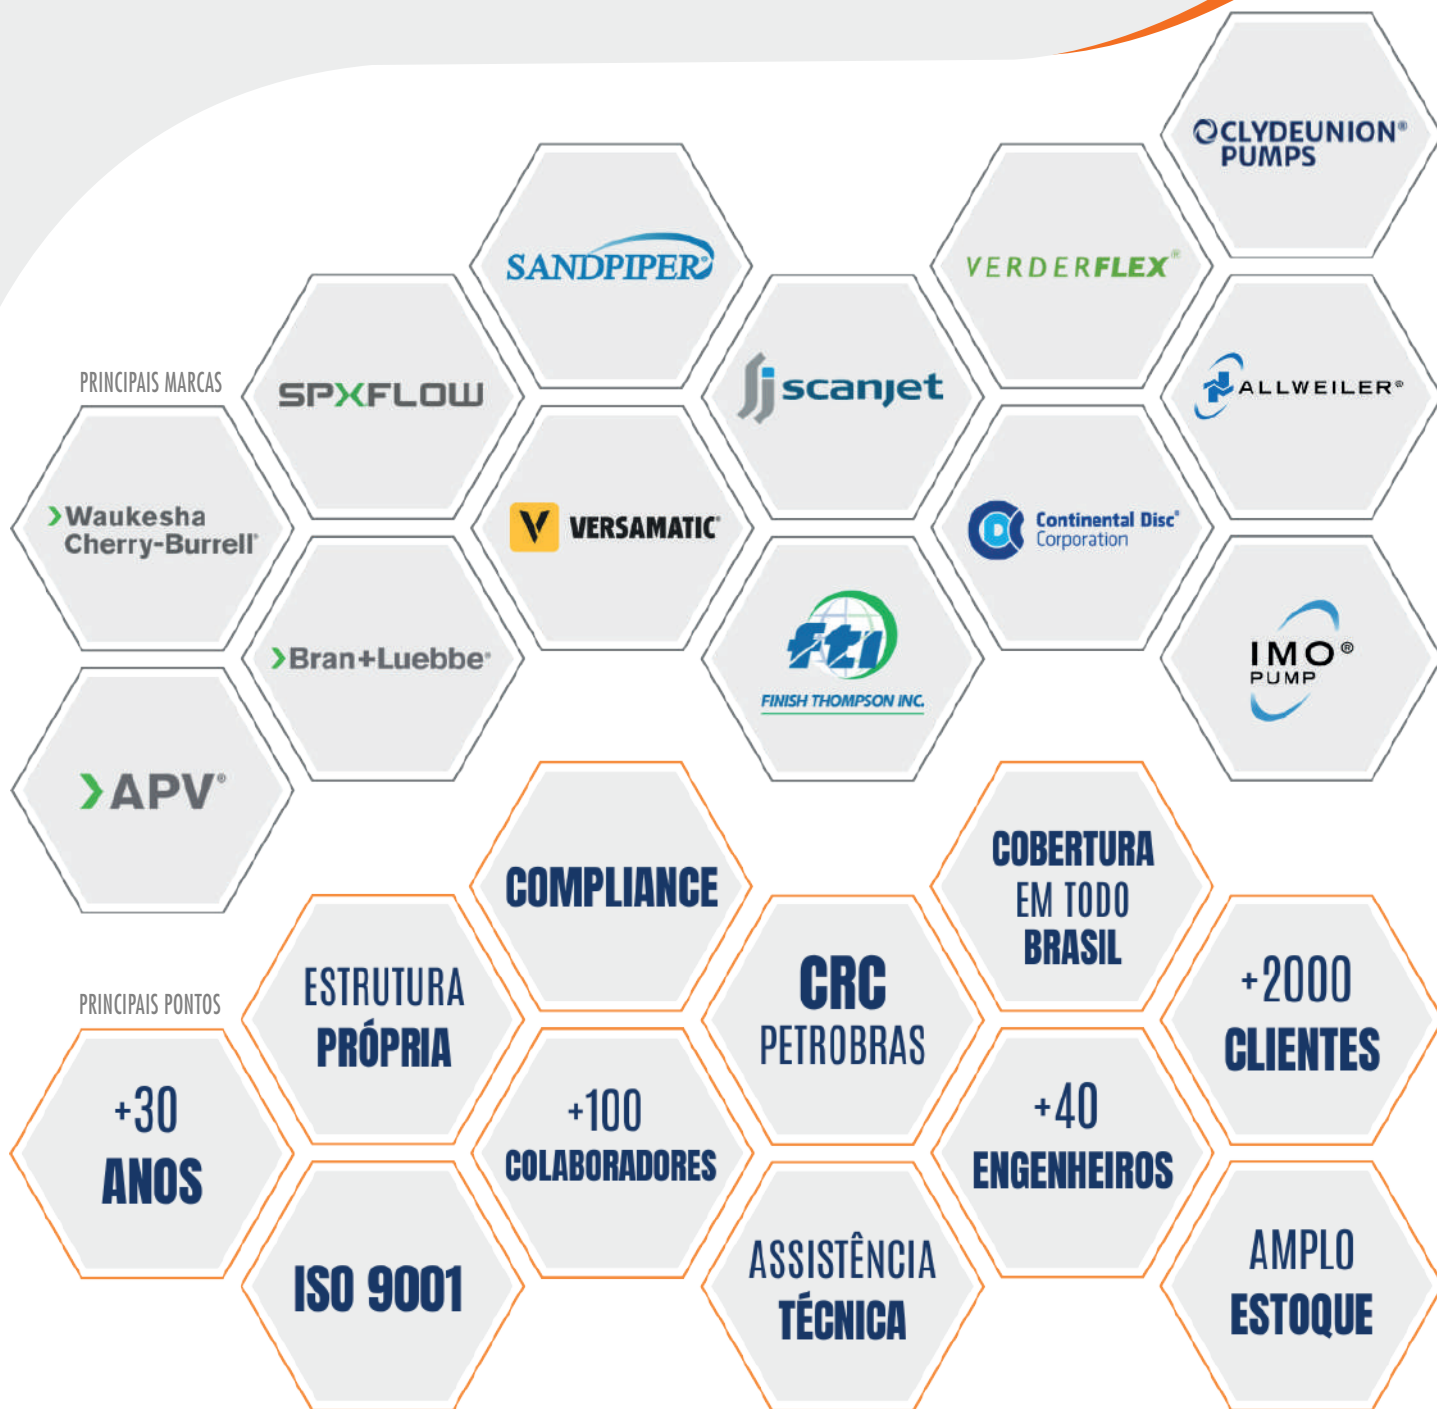 PRINCIPAIS MARCAS
CLYDEUNION®
PUMPS
SANDPIPER®
VERDERFLEX®
SPXFLOW
scanjet
ALLWEILER®
Waukesha
Cherry-Burrell®
VERSAMATIC®
Continental Disc®
Corporation
Bran+Luebbe®
fti
FINISH THOMPSON INC.
IMO®
PUMP
APV®
PRINCIPAIS PONTOS
COMPLIANCE
COBERTURA
EM TODO
BRASIL
ESTRUTURA
PRÓPRIA
CRC
PETROBRAS
+2000
CLIENTES
+30
ANOS
+100
COLABORADORES
+40
ENGENHEIROS
ISO 9001
ASSISTÊNCIA
TÉCNICA
AMPLO
ESTOQUE